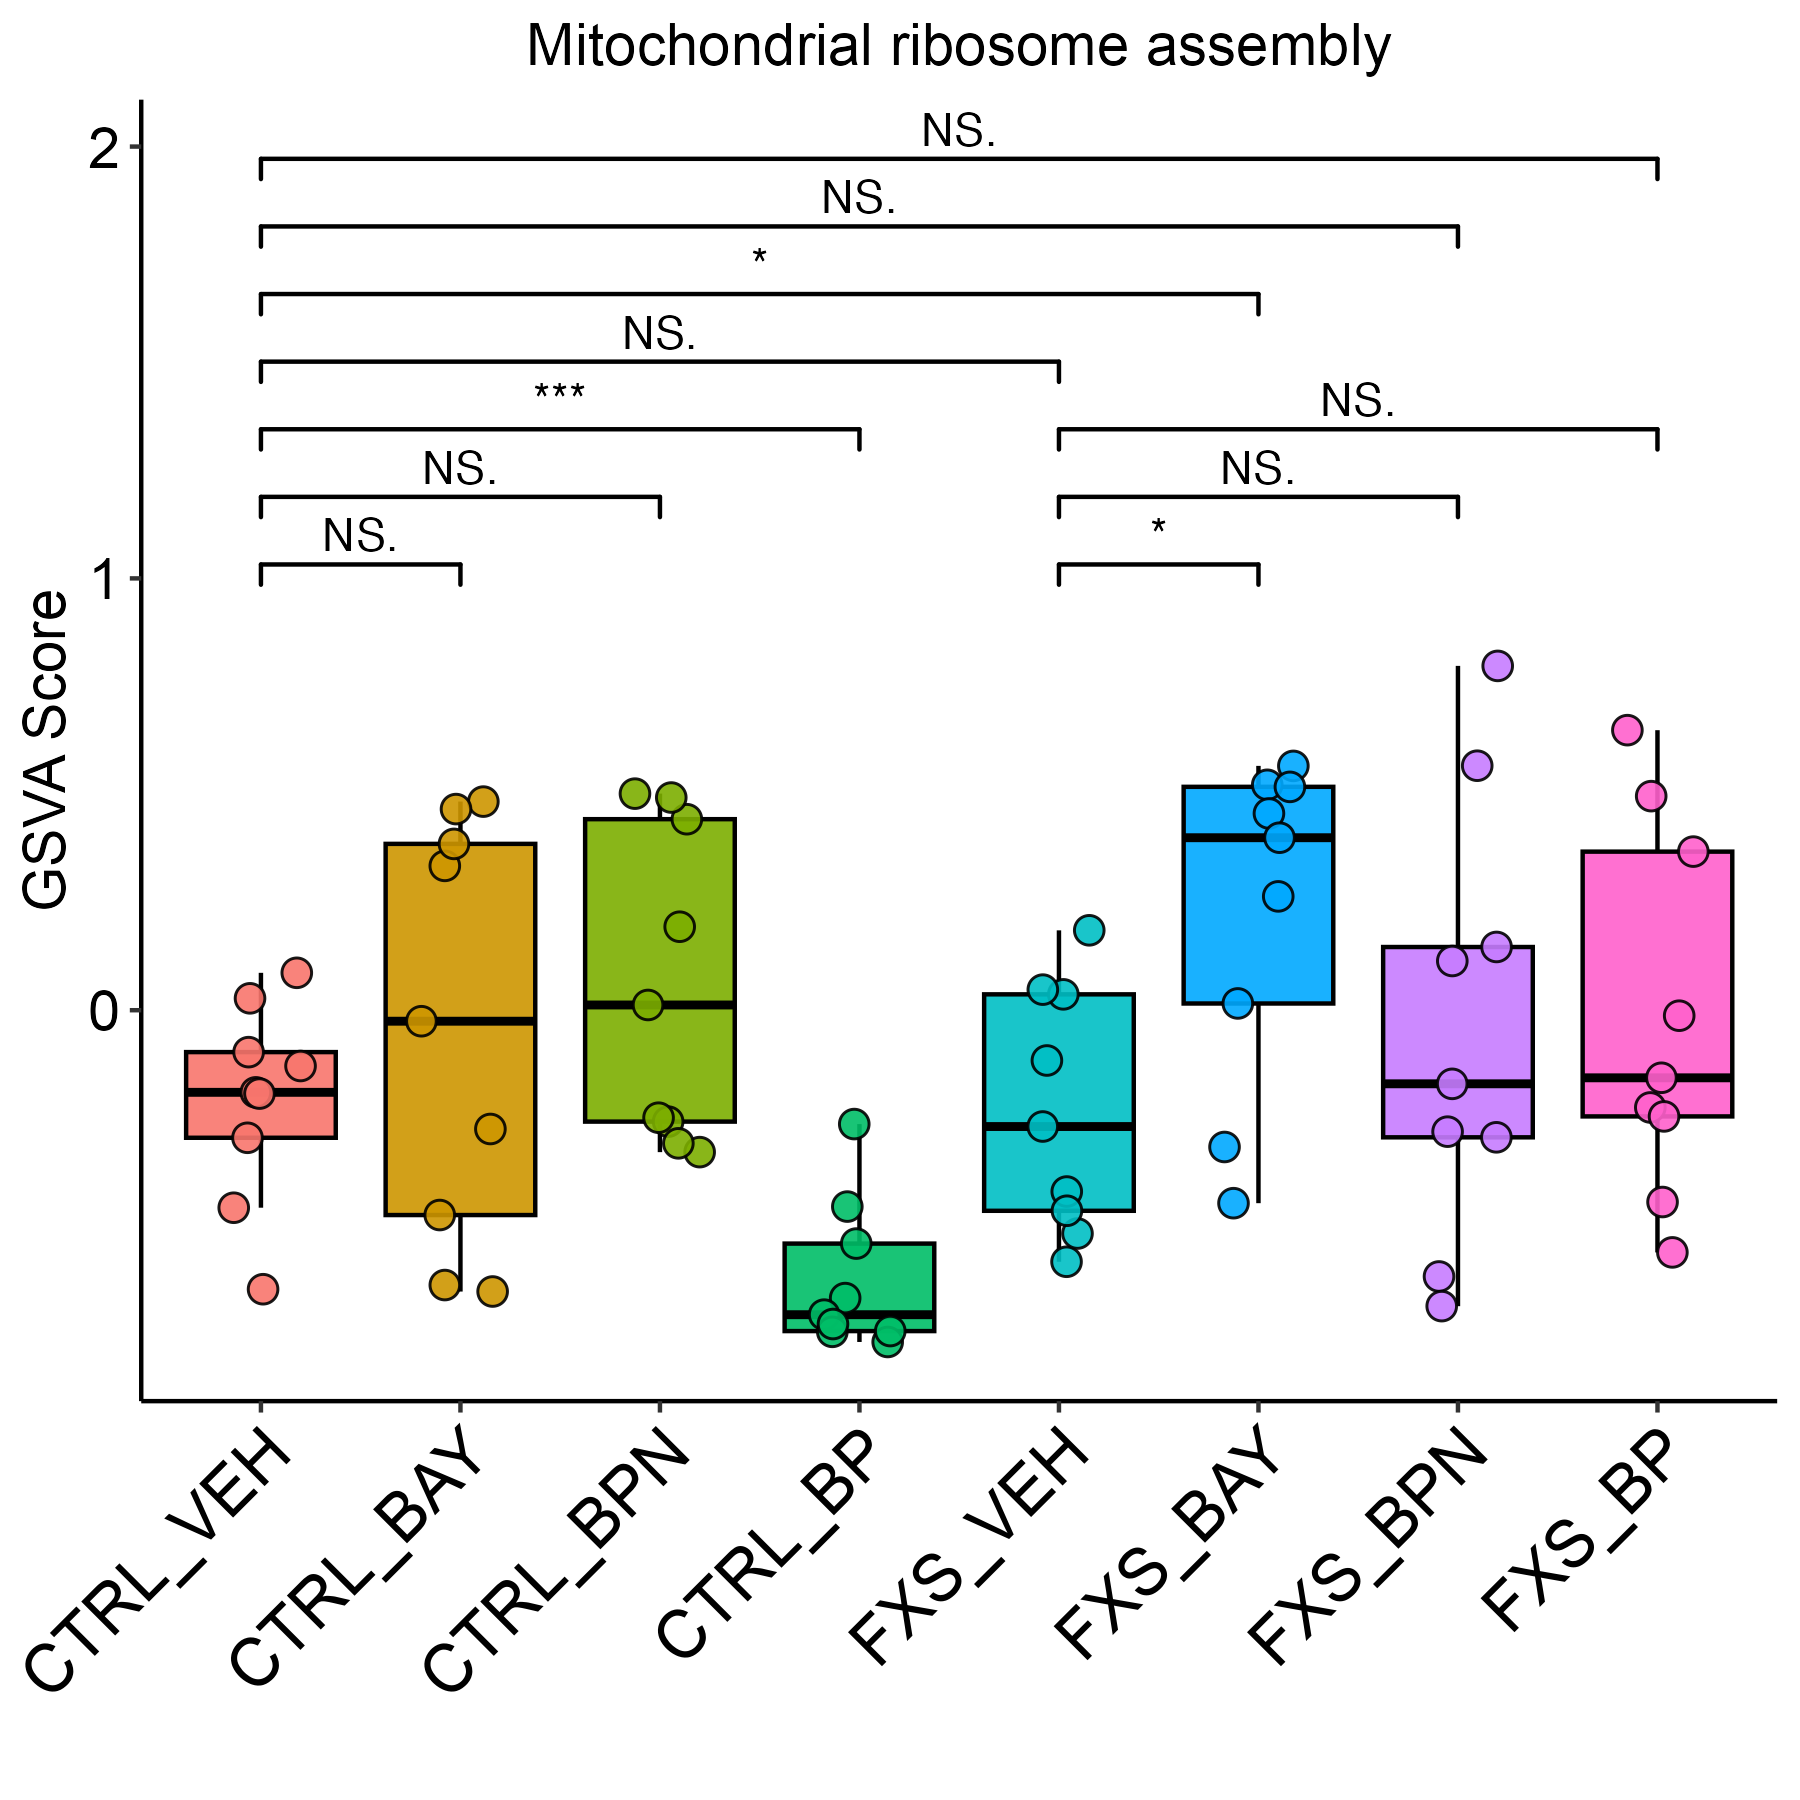 Mitochondrial ribosome assembly
GSVA Score
2
1
0
NS.
NS.
*
NS.
***
NS.
NS.
NS.
NS.
*
CTRL_VEH
CTRL_BAY
CTRL_BPN
CTRL_BP
FXS_VEH
FXS_BAY
FXS_BPN
FXS_BP